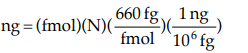 ng = (fmol)(N)(660 fg / fmol)(1 ng / 10⁶ fg)